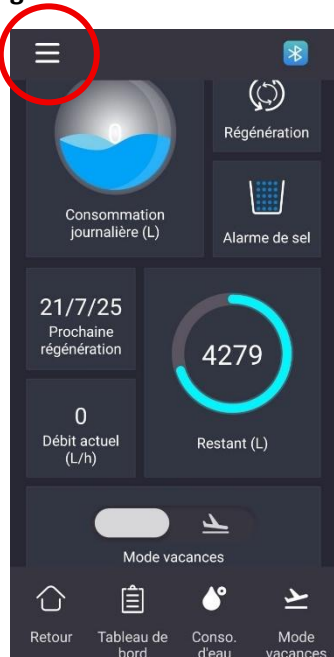 0
Consommation
journalière (L)
Régénération
Alarme de sel
21/7/25
Prochaine
régénération
4279
Restant (L)
0
Débit actuel
(L/h)
Mode vacances
Retour
Tableau de
bord
Conso.
d'eau
Mode
vacances